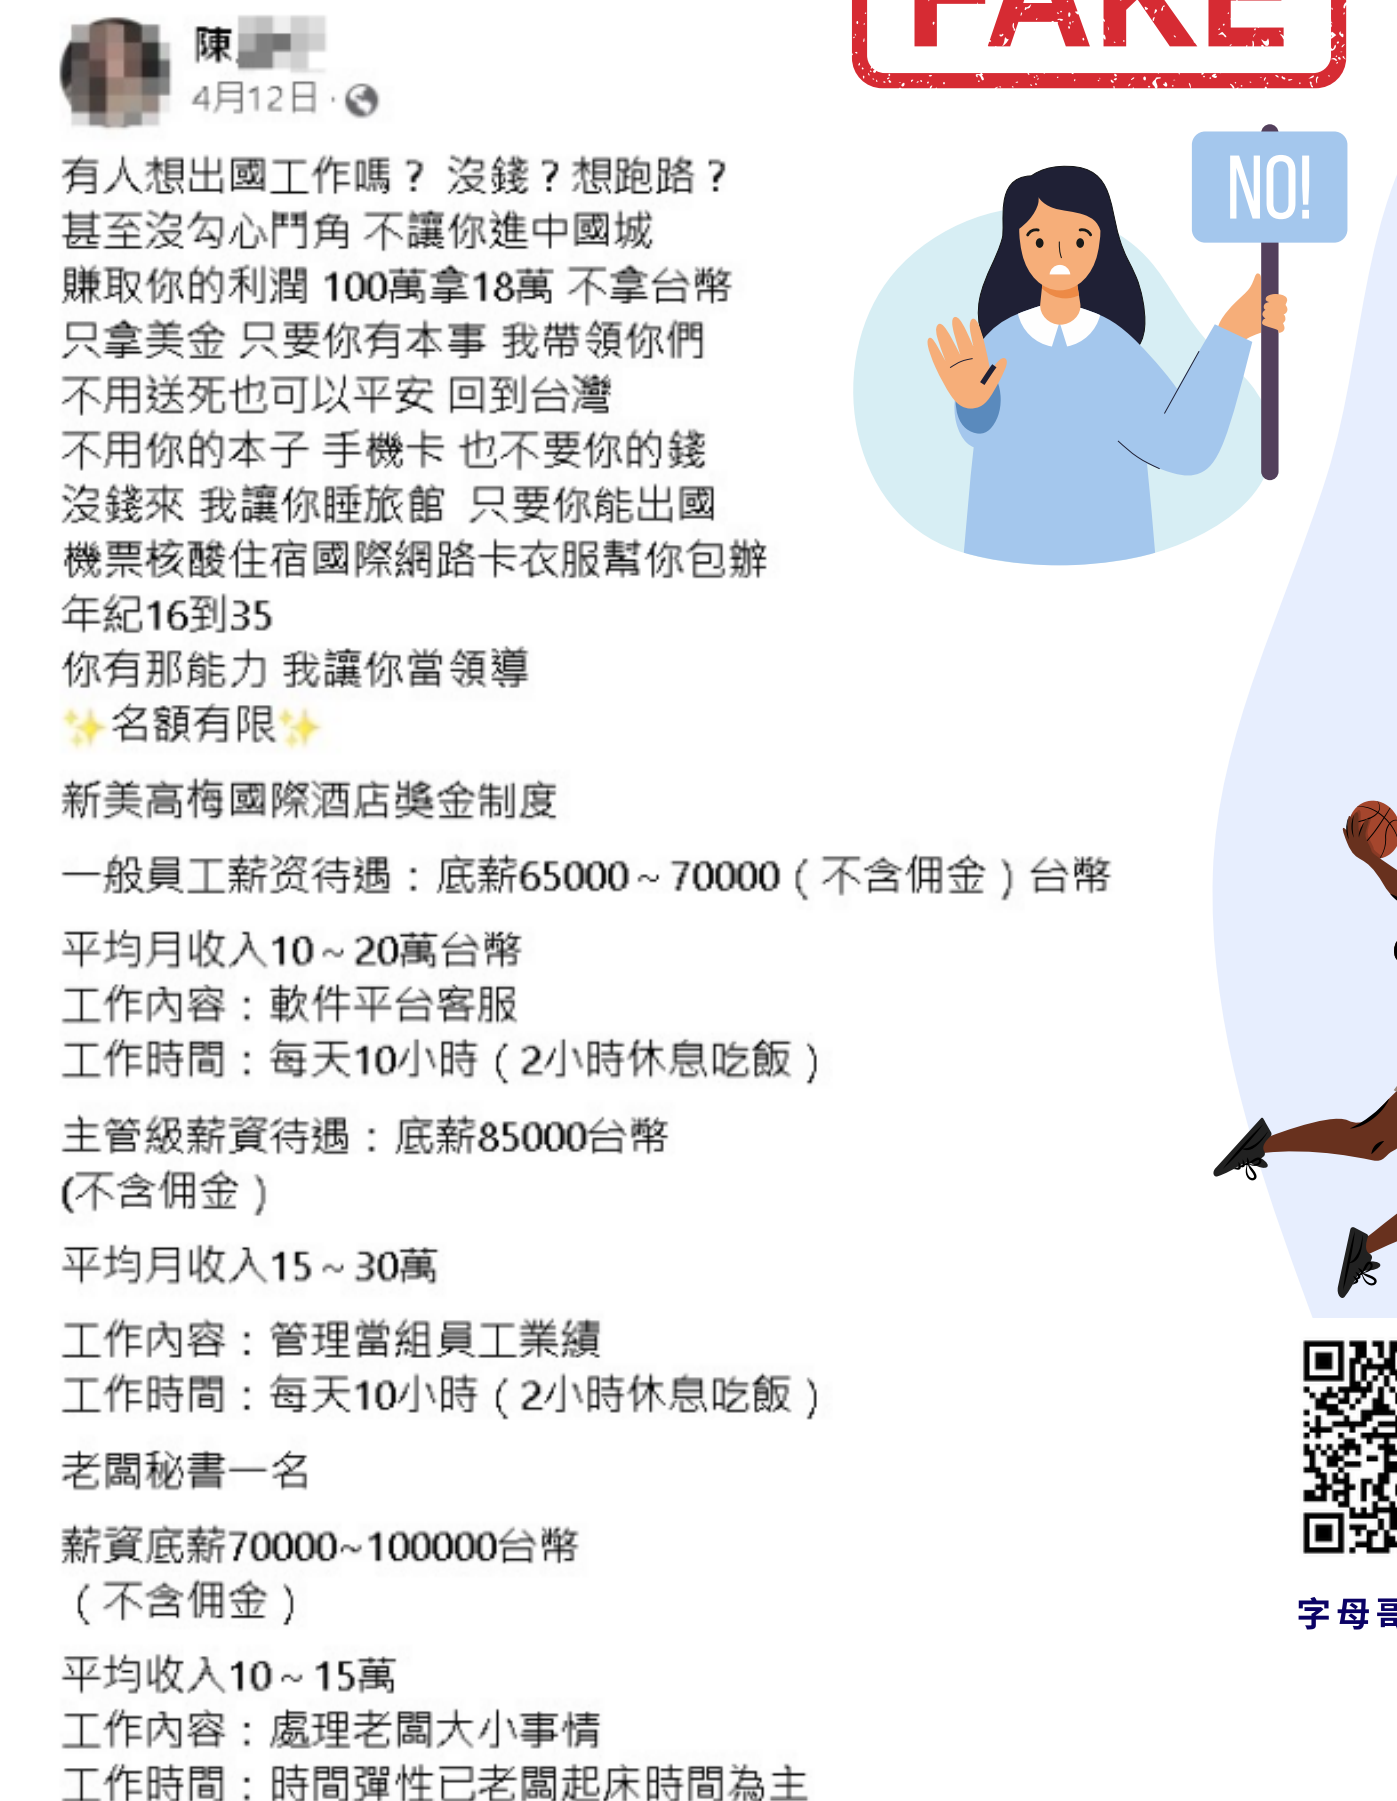 FAKE
陳
4月12日
NO!
有人想出國工作嗎？ 沒錢？想跑路？
甚至沒勾心鬥角 不讓你進中國城
賺取你的利潤 100萬拿18萬 不拿台幣
只拿美金 只要你有本事 我帶領你們
不用送死也可以平安 回到台灣
不用你的本子 手機卡 也不要你的錢
沒錢來 我讓你睡旅館 只要你能出國
機票核酸住宿國際網路卡衣服幫你包辦
年紀16到35
你有那能力 我讓你當領導
✨名額有限✨
新美高梅國際酒店獎金制度
一般員工薪资待遇：底薪65000～70000（不含佣金）台幣
平均月收入10～20萬台幣
工作內容：軟件平台客服
工作時間：每天10小時（2小時休息吃飯）
主管級薪資待遇：底薪85000台幣
(不含佣金）
平均月收入15～30萬
工作內容：管理當組員工業績
工作時間：每天10小時（2小時休息吃飯）
老闆秘書一名
薪資底薪70000~100000台幣
（不含佣金）
平均收入10～15萬
工作內容：處理老闆大小事情
工作時間：時間彈性已老闆起床時間為主
字母哥